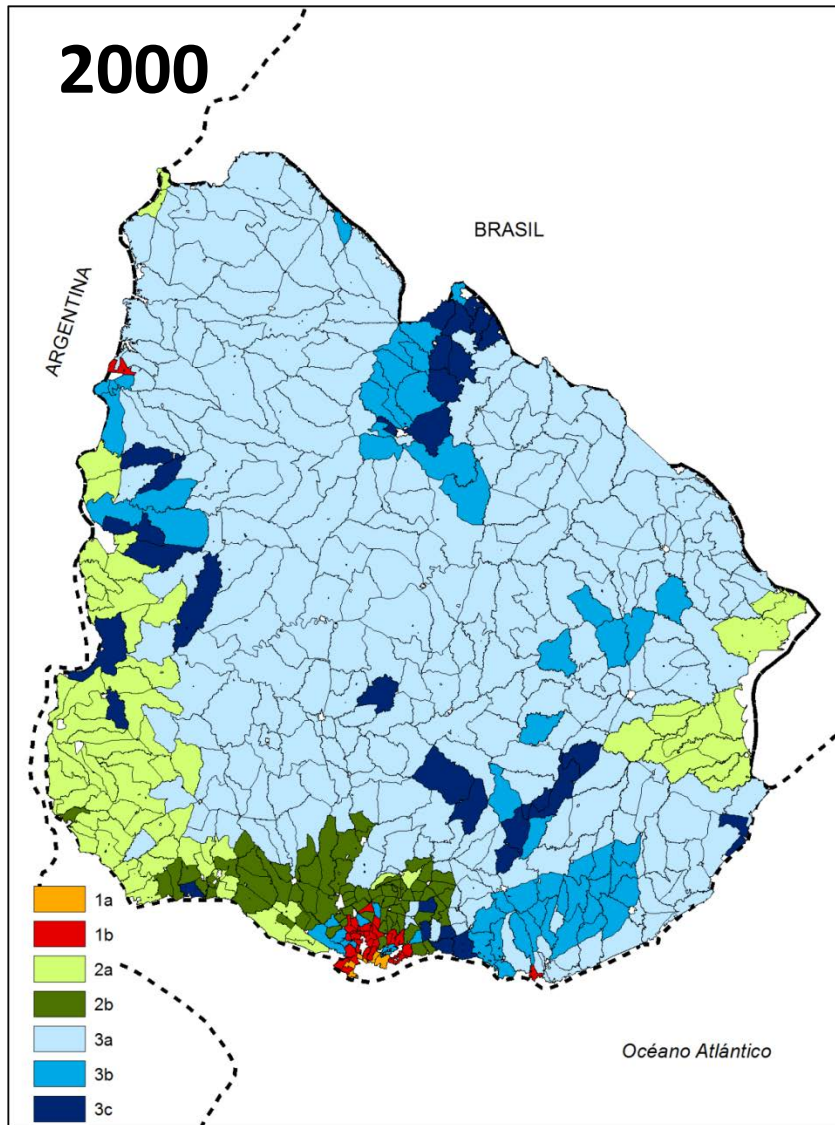 2000
BRASIL
ARGENTINA
1a
1b
2a
2b
3a
3b
3c
Océano Atlántico